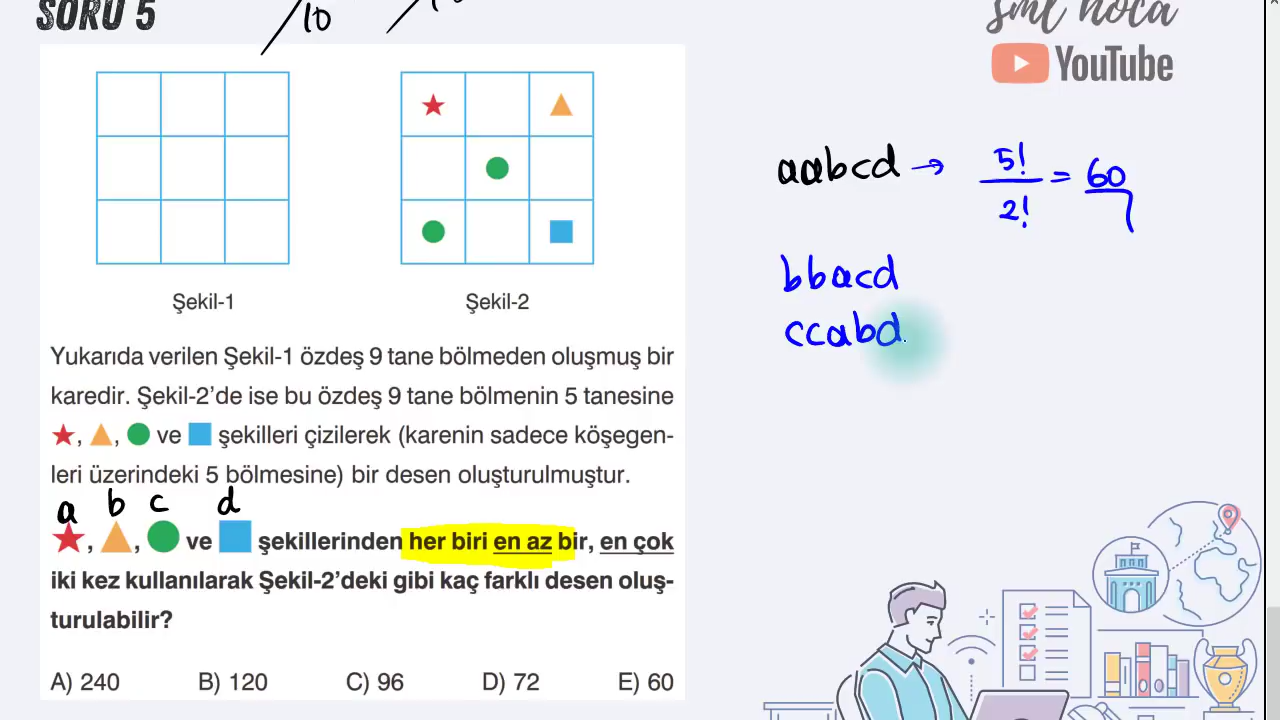 SORU 5
/10
sml hoca
YouTube
Şekil-1
Şekil-2
Yukarıda verilen Şekil-1 özdeş 9 tane bölmeden oluşmuş bir
karedir. Şekil-2'de ise bu özdeş 9 tane bölmenin 5 tanesine
★, ▲, ● ve ■ şekilleri çizilerek (karenin sadece köşegen-
leri üzerindeki 5 bölmesine) bir desen oluşturulmuştur.
a b c d
★, ▲, ● ve ■ şekillerinden her biri en az bir, en çok
iki kez kullanılarak Şekil-2'deki gibi kaç farklı desen oluş-
turulabilir?
A) 240 B) 120 C) 96 D) 72 E) 60
aabcd → 5!/2! = 60
bbacd
ccabd